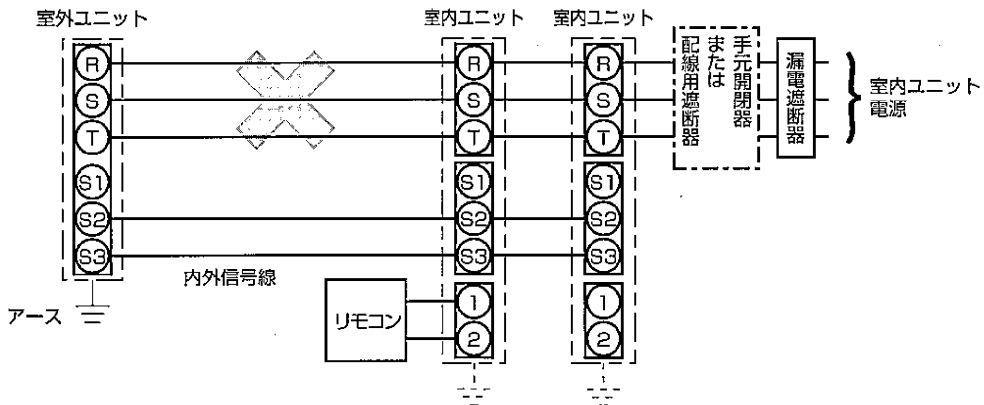 室外ユニット
室内ユニット
室内ユニット
R
S
T
S1
S2
S3
アース
内外信号線
リモコン
R
S
T
S1
S2
S3
1
2
R
S
T
S1
S2
S3
1
2
手元開閉器
または
配線用遮断器
漏電遮断器
室内ユニット
電源